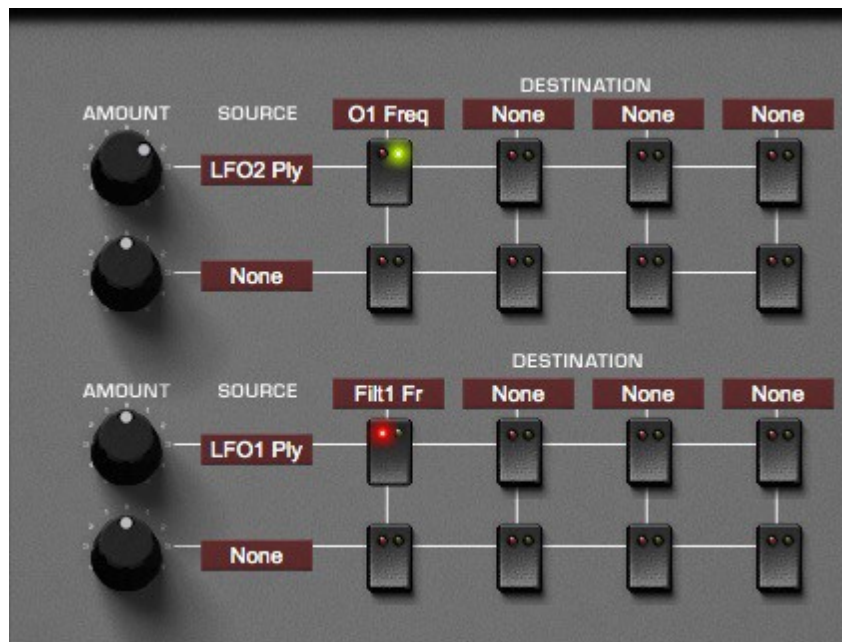 DESTINATION
AMOUNT SOURCE O1 Freq None None None
LFO2 Ply
None
DESTINATION
AMOUNT SOURCE Filt1 Fr None None None
LFO1 Ply
None